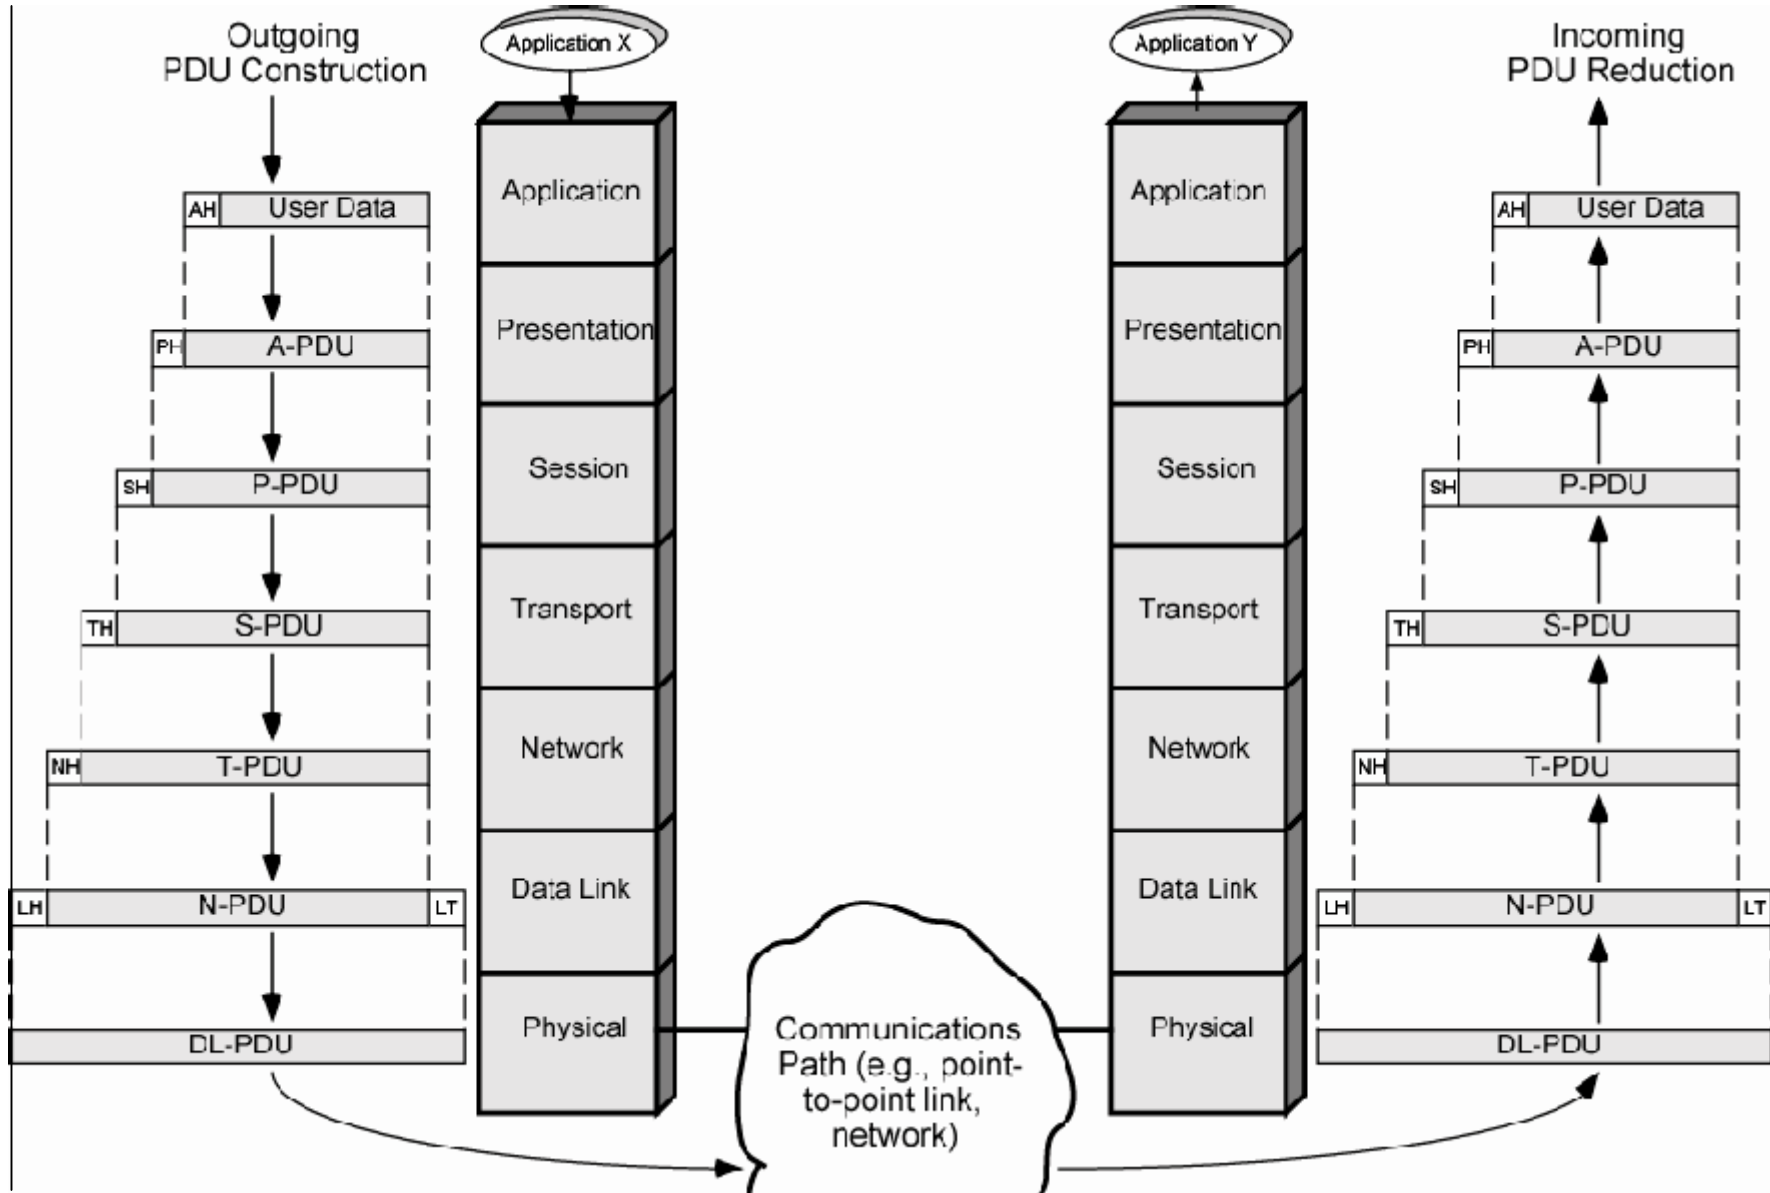 Outgoing
PDU Construction
Application X
Application Y
Incoming
PDU Reduction
AH User Data
Application
Application
AH User Data
PH A-PDU
Presentation
Presentation
PH A-PDU
SH P-PDU
Session
Session
SH P-PDU
TH S-PDU
Transport
Transport
TH S-PDU
NH T-PDU
Network
Network
NH T-PDU
LH N-PDU LT
Data Link
Data Link
LH N-PDU LT
DL-PDU
Physical
Communications
Path (e.g., point-
to-point link,
network)
Physical
DL-PDU